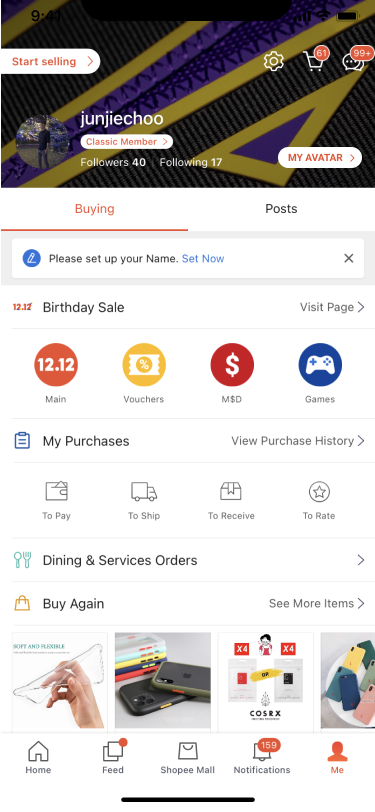 9:41
Start selling
61
99+
junjiechoo
Classic Member
Followers 40 Following 17
MY AVATAR
Buying Posts
Please set up your Name. Set Now
12.12 Birthday Sale Visit Page
12.12 % $
Main Vouchers M$D Games
My Purchases View Purchase History
To Pay To Ship To Receive To Rate
Dining & Services Orders
Buy Again See More Items
SOFT AND FLEXIBLE
X4 X4
OR
COSRX
159
Home Feed Shopee Mall Notifications Me